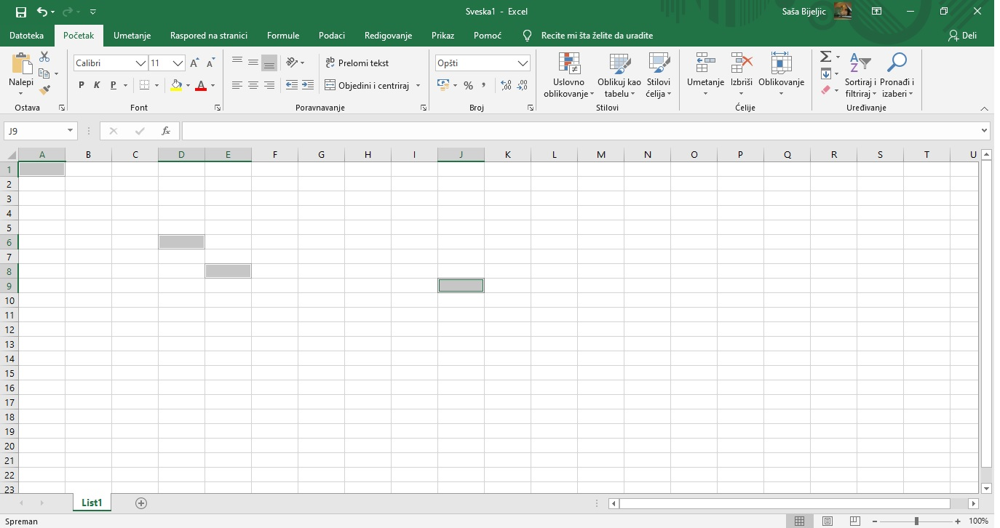 Sveska1 - Excel
Saša Bijeljic
Datoteka Početak Umetanje Raspored na stranici Formule Podaci Redigovanje Prikaz Pomoć Recite mi šta želite da uradite Deli
Nalepi
Calibri 11
P K P
ab Prelomi tekst
Objedini i centriraj
Opšti
%
Uslovno oblikovanje
Oblikuj kao tabelu
Stilovi ćelija
Umetanje Izbriši Oblikovanje
Sortiraj i filtriraj
Pronađi i izaberi
Ostava Font Poravnavanje Broj Stilovi Ćelije Uređivanje
J9 fx
A B C D E F G H I J K L M N O P Q R S T U
1
2
3
4
5
6
7
8
9
10
11
12
13
14
15
16
17
18
19
20
21
22
23
List1
Spreman
100%